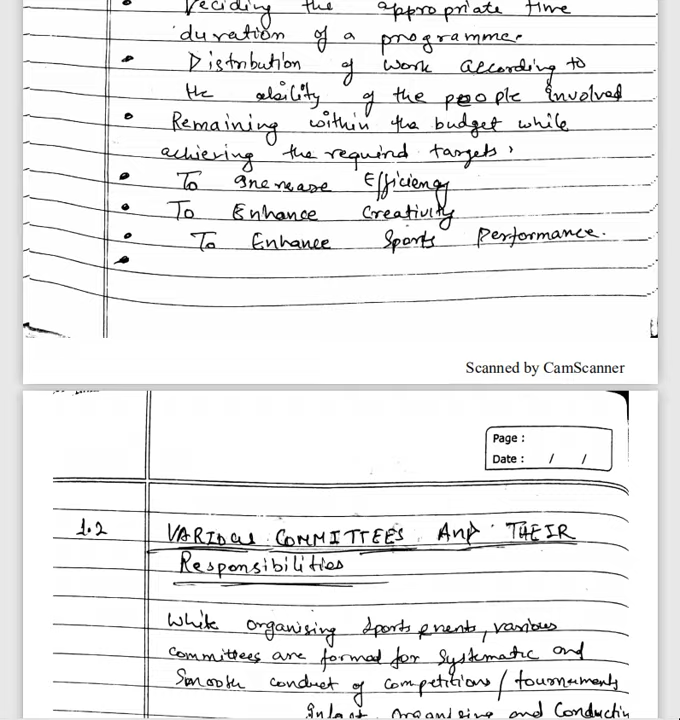 Deciding the appropriate time
duration of a programme.
Distribution of work according to
the ability of the people involved
Remaining within the budget while
achieving the required targets,
To Increase Efficiency
To Enhance Creativity
To Enhance Sports Performance.
Scanned by CamScanner
Page :
Date : / /
1.2 VARIOUS COMMITTEES AND THEIR
Responsibilities
While organising sports events, various
committees are formed for systematic and
smooth conduct of competitions / tournaments
organising and Conductin